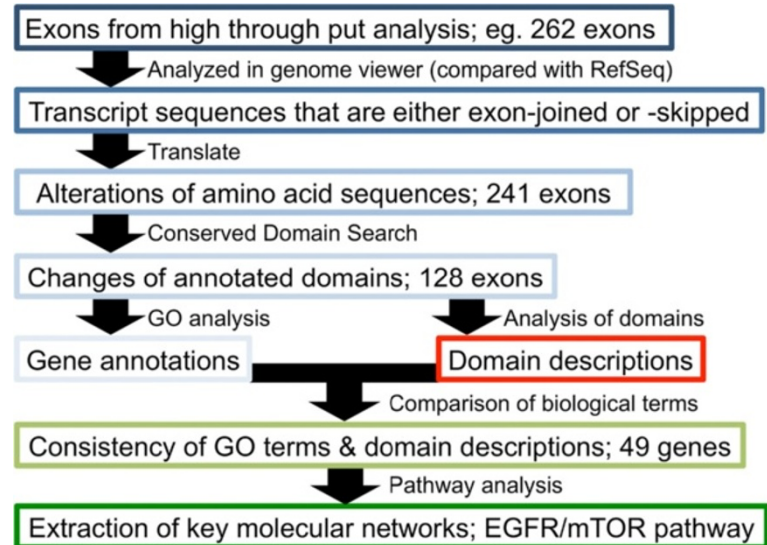 Exons from high through put analysis; eg. 262 exons
Analyzed in genome viewer (compared with RefSeq)
Transcript sequences that are either exon-joined or -skipped
Translate
Alterations of amino acid sequences; 241 exons
Conserved Domain Search
Changes of annotated domains; 128 exons
GO analysis
Analysis of domains
Gene annotations
Domain descriptions
Comparison of biological terms
Consistency of GO terms & domain descriptions; 49 genes
Pathway analysis
Extraction of key molecular networks; EGFR/mTOR pathway